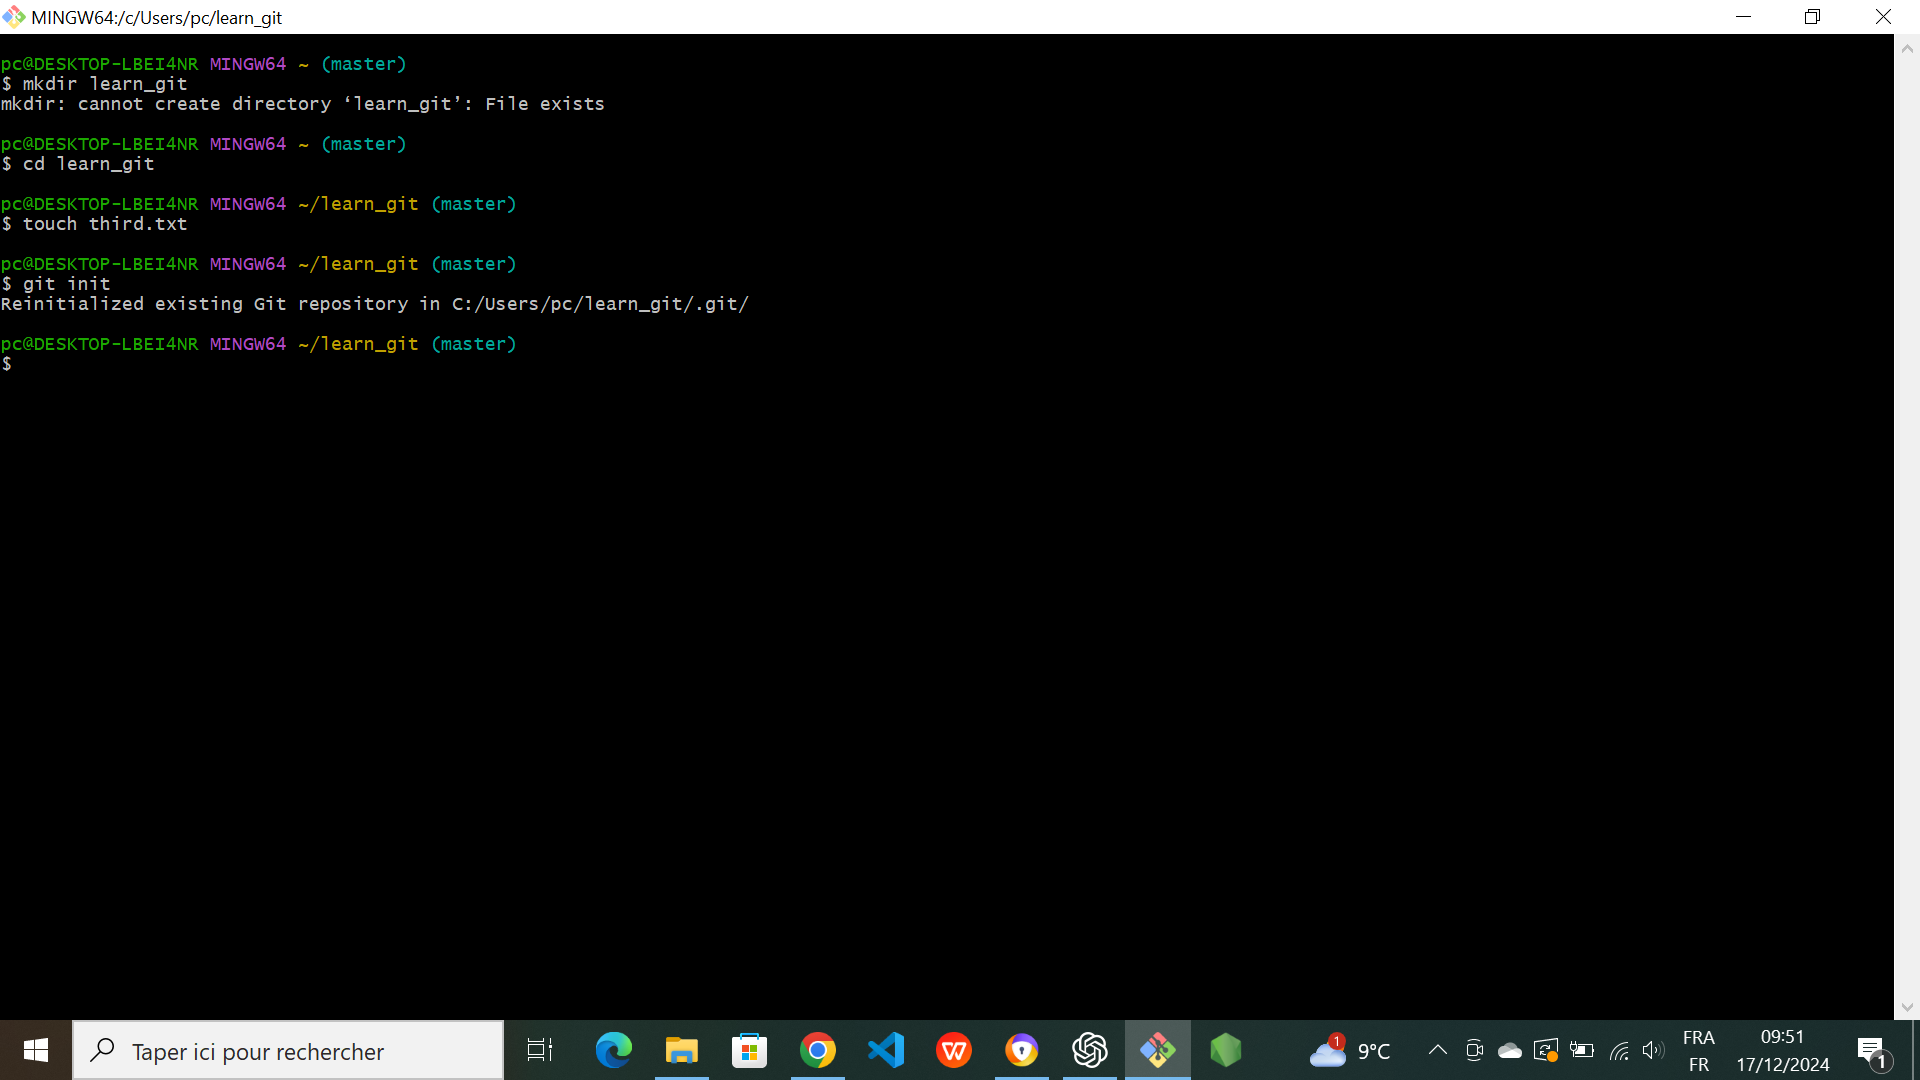 MINGW64:/c/Users/pc/learn_git
pc@DESKTOP-LBEI4NR MINGW64 ~ (master)
$ mkdir learn_git
mkdir: cannot create directory ‘learn_git’: File exists
pc@DESKTOP-LBEI4NR MINGW64 ~ (master)
$ cd learn_git
pc@DESKTOP-LBEI4NR MINGW64 ~/learn_git (master)
$ touch third.txt
pc@DESKTOP-LBEI4NR MINGW64 ~/learn_git (master)
$ git init
Reinitialized existing Git repository in C:/Users/pc/learn_git/.git/
pc@DESKTOP-LBEI4NR MINGW64 ~/learn_git (master)
$
Taper ici pour rechercher
W
1
9°C
FRA
FR
09:51
17/12/2024
1